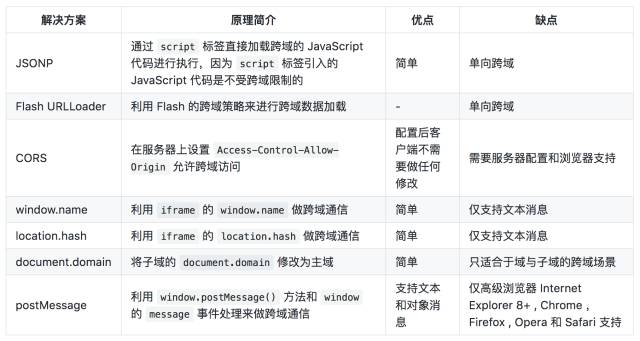 解决方案 原理简介 优点 缺点
JSONP
通过 script 标签直接加载跨域的 JavaScript
代码进行执行，因为 script 标签引入的
JavaScript 代码是不受跨域限制的
简单
单向跨域
Flash URLLoader 利用 Flash 的跨域策略来进行跨域数据加载 - 单向跨域
CORS
在服务器上设置 Access-Control-Allow-
Origin 允许跨域访问
配置后客
户端不需
要做任何
修改
需要服务器配置和浏览器支持
window.name 利用 iframe 的 window.name 做跨域通信 简单 仅支持文本消息
location.hash 利用 iframe 的 location.hash 做跨域通信 简单 仅支持文本消息
document.domain 将子域的 document.domain 修改为主域 简单 只适合于域与子域的跨域场景
postMessage
利用 window.postMessage() 方法和 window
的 message 事件处理来做跨域通信
支持文本
和对象消
息
仅高级浏览器 Internet
Explorer 8+ , Chrome ,
Firefox , Opera 和 Safari 支持